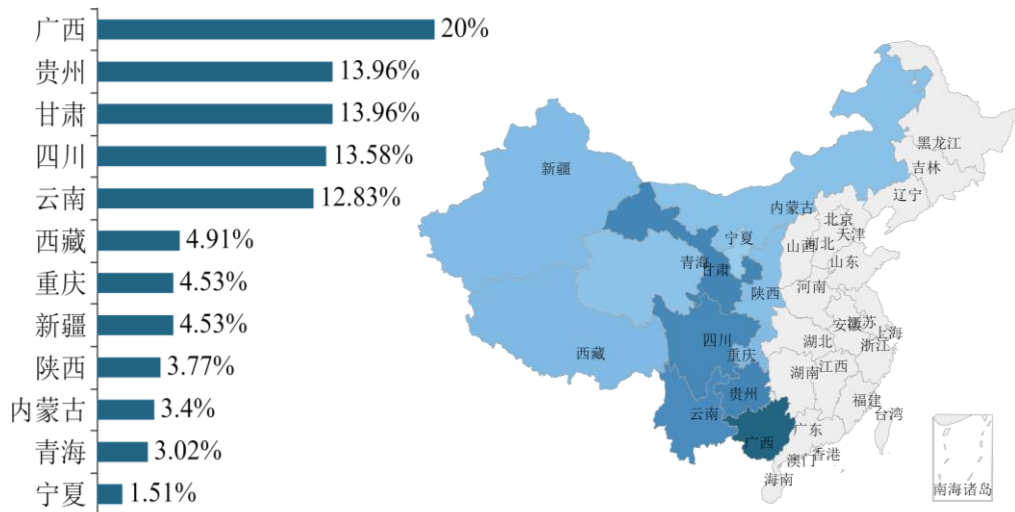 广西 20%
贵州 13.96%
甘肃 13.96%
四川 13.58%
云南 12.83%
西藏 4.91%
重庆 4.53%
新疆 4.53%
陕西 3.77%
内蒙古 3.4%
青海 3.02%
宁夏 1.51%
黑龙江
吉林
新疆
辽宁
内蒙古
北京
天津
宁夏
山西
河北
青海
甘肃
山东
河南
陕西
安徽
江苏
上海
四川
湖北
浙江
西藏
重庆
湖南
江西
贵州
福建
云南
台湾
广西
广东
香港
澳门
海南
南海诸岛